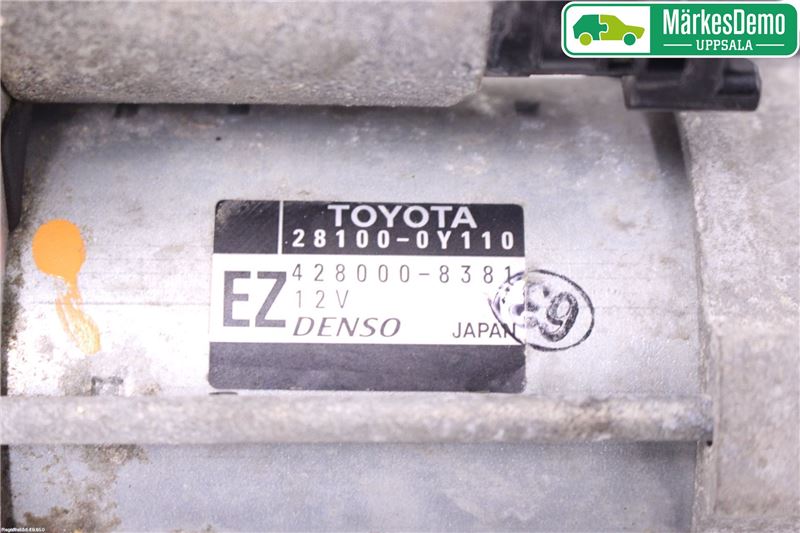 MärkesDemo
UPPSALA
TOYOTA
28100-0Y110
EZ
428000-8381
12V
DENSO JAPAN